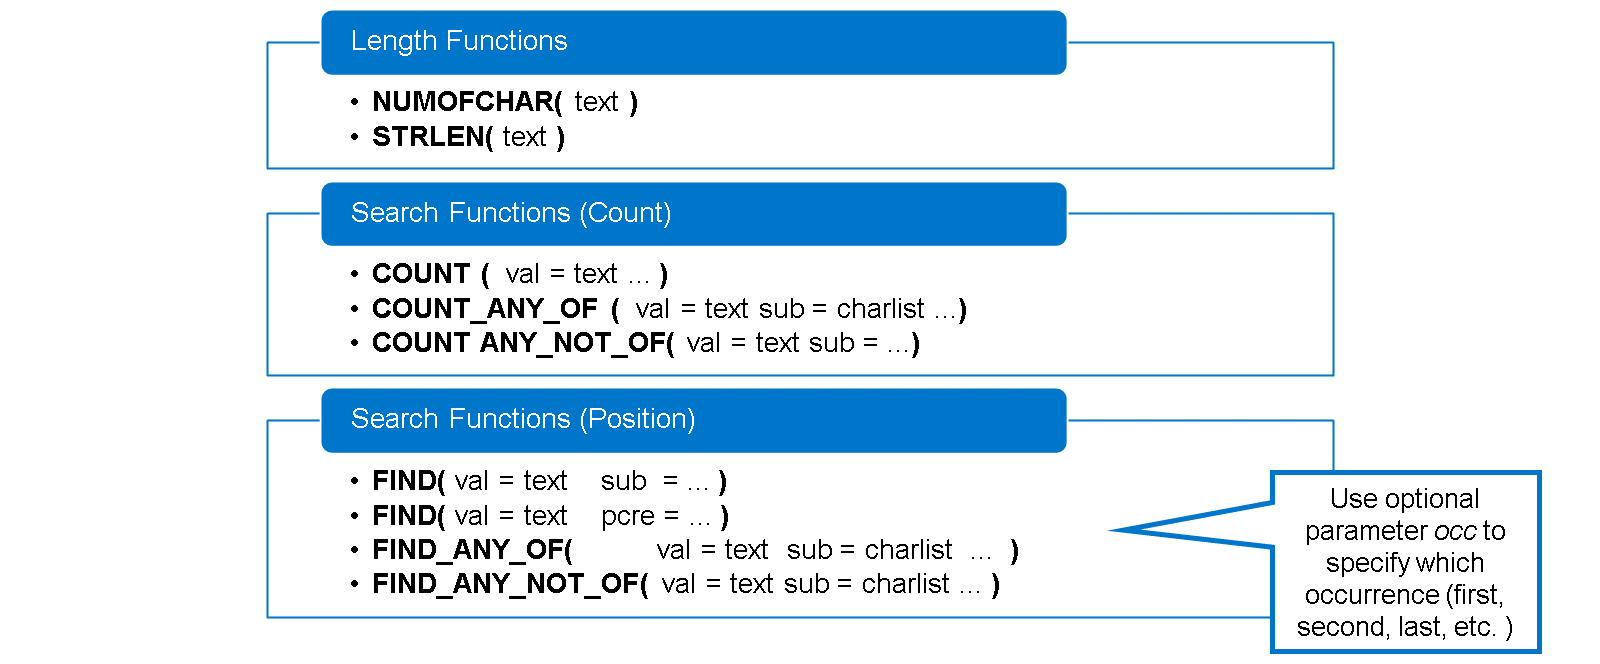 Length Functions
• NUMOFCHAR( text )
• STRLEN( text )
Search Functions (Count)
• COUNT ( val = text ... )
• COUNT_ANY_OF ( val = text sub = charlist ...)
• COUNT ANY_NOT_OF( val = text sub = ...)
Search Functions (Position)
• FIND( val = text sub = ... )
• FIND( val = text pcre = ... )
• FIND_ANY_OF( val = text sub = charlist ... )
• FIND_ANY_NOT_OF( val = text sub = charlist ... )
Use optional
parameter occ to
specify which
occurrence (first,
second, last, etc. )